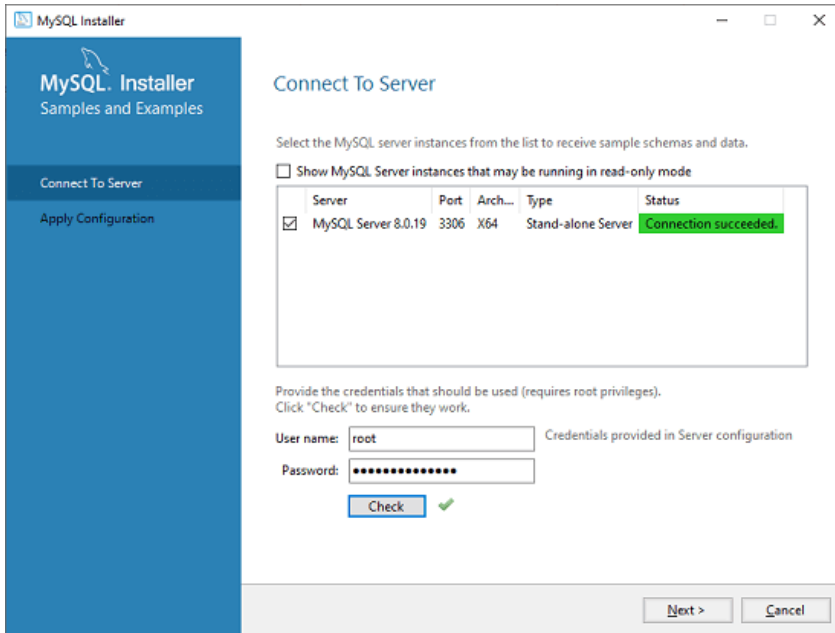 MySQL Installer
MySQL. Installer
Samples and Examples
Connect To Server
Apply Configuration
Connect To Server
Select the MySQL server instances from the list to receive sample schemas and data.
Show MySQL Server instances that may be running in read-only mode
Server Port Arch... Type Status
MySQL Server 8.0.19 3306 X64 Stand-alone Server Connection succeeded.
Provide the credentials that should be used (requires root privileges).
Click "Check" to ensure they work.
User name: root Credentials provided in Server configuration
Password: ●●●●●●●●●●●●●●
Check
Next > Cancel